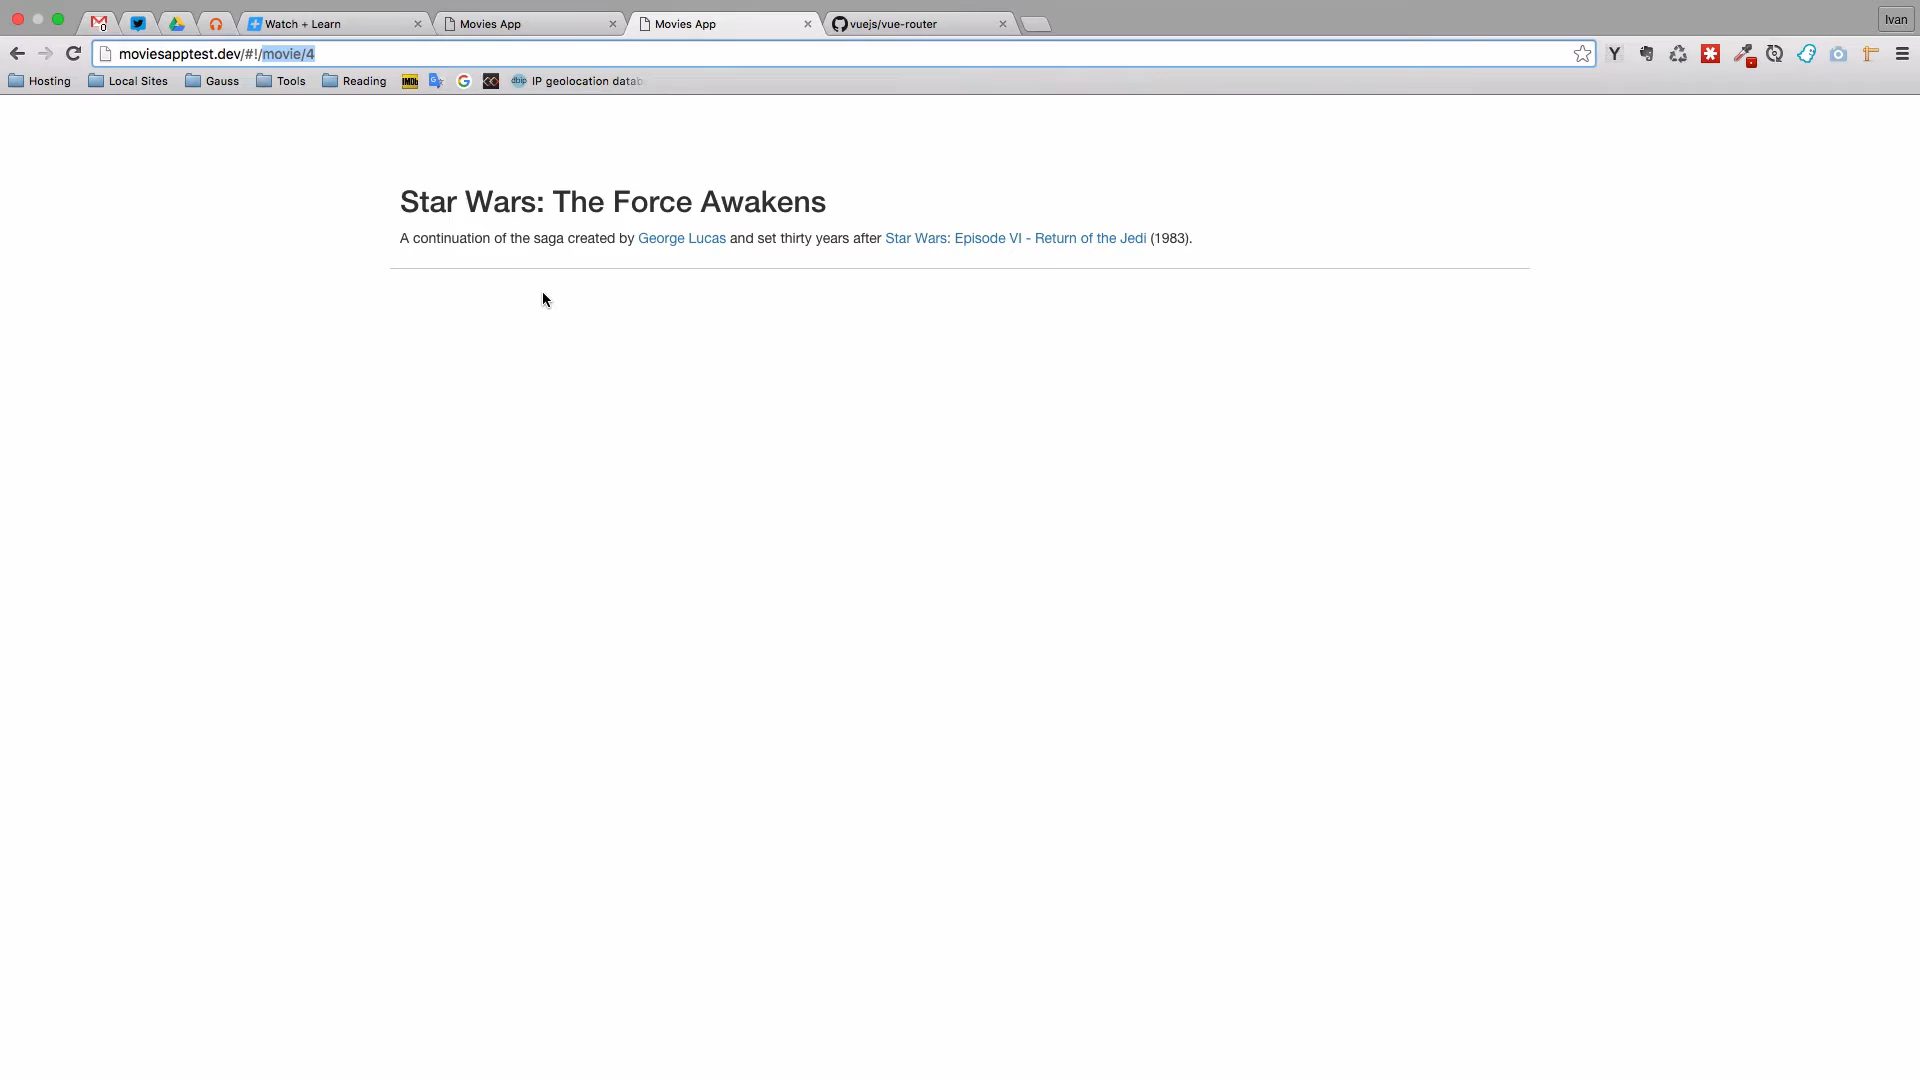 Watch + Learn
Movies App
Movies App
vuejs/vue-router
Ivan
moviesapptest.dev/#!/movie/4
Hosting
Local Sites
Gauss
Tools
Reading
IMDb
dbip
IP geolocation datab
Star Wars: The Force Awakens
A continuation of the saga created by George Lucas and set thirty years after Star Wars: Episode VI - Return of the Jedi (1983).